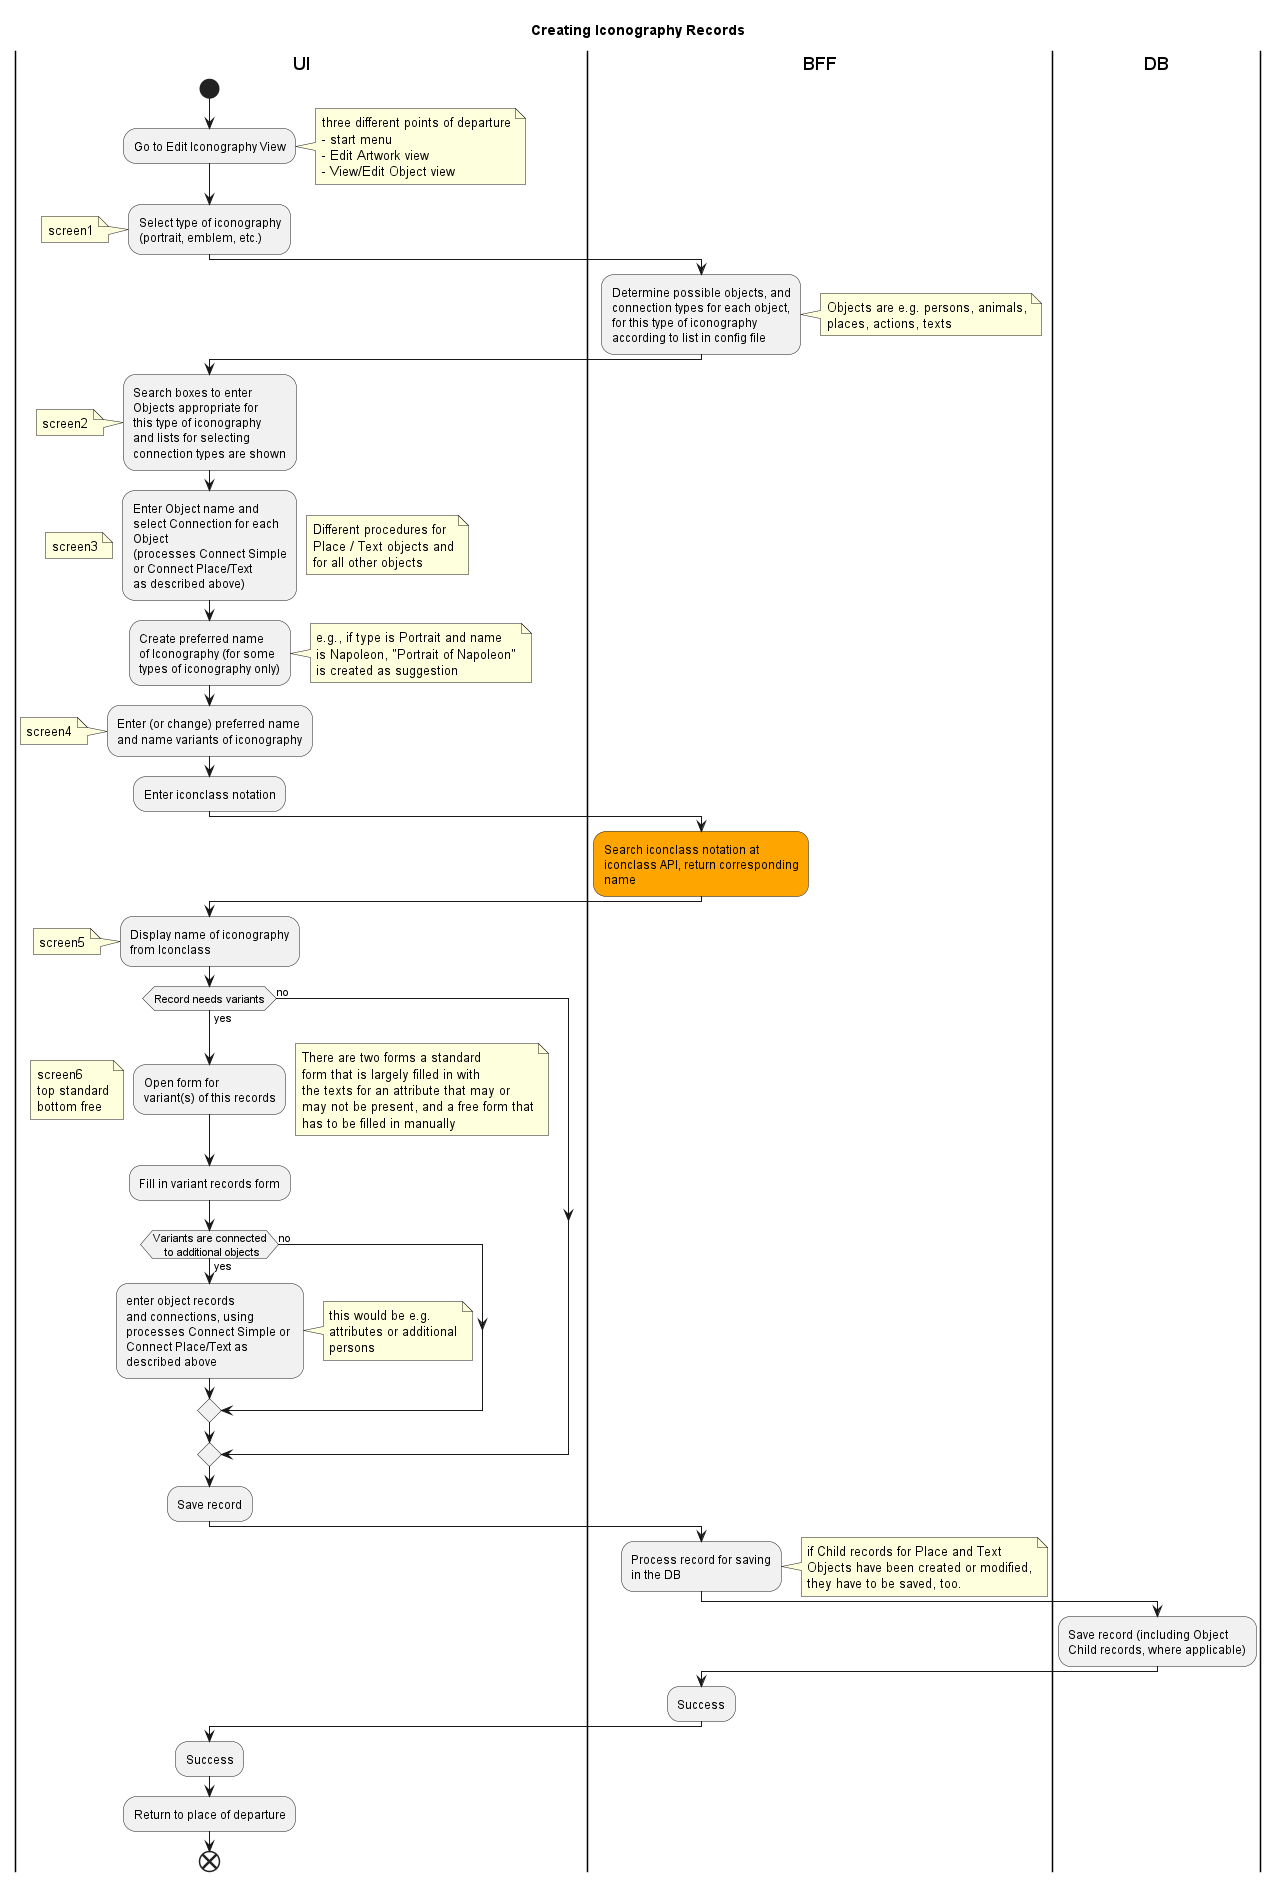 Creating Iconography Records
UI
BFF
DB
three different points of departure
- start menu
- Edit Artwork view
- View/Edit Object view
Go to Edit Iconography View
screen1
Select type of iconography
(portrait, emblem, etc.)
Determine possible objects, and
connection types for each object,
for this type of iconography
according to list in config file
Objects are e.g. persons, animals,
places, actions, texts
screen2
Search boxes to enter
Objects appropriate for
this type of iconography
and lists for selecting
connection types are shown
screen3
Enter Object name and
select Connection for each
Object
(processes Connect Simple
or Connect Place/Text
as described above)
Different procedures for
Place / Text objects and
for all other objects
Create preferred name
of Iconography (for some
types of iconography only)
e.g., if type is Portrait and name
is Napoleon, "Portrait of Napoleon"
is created as suggestion
screen4
Enter (or change) preferred name
and name variants of iconography
Enter iconclass notation
Search iconclass notation at
iconclass API, return corresponding
name
screen5
Display name of iconography
from Iconclass
Record needs variants
no
yes
screen6
top standard
bottom free
Open form for
variant(s) of this records
There are two forms a standard
form that is largely filled in with
the texts for an attribute that may or
may not be present, and a free form that
has to be filled in manually
Fill in variant records form
Variants are connected
to additional objects
no
yes
enter object records
and connections, using
processes Connect Simple or
Connect Place/Text as
described above
this would be e.g.
attributes or additional
persons
Save record
Process record for saving
in the DB
if Child records for Place and Text
Objects have been created or modified,
they have to be saved, too.
Save record (including Object
Child records, where applicable)
Success
Success
Return to place of departure